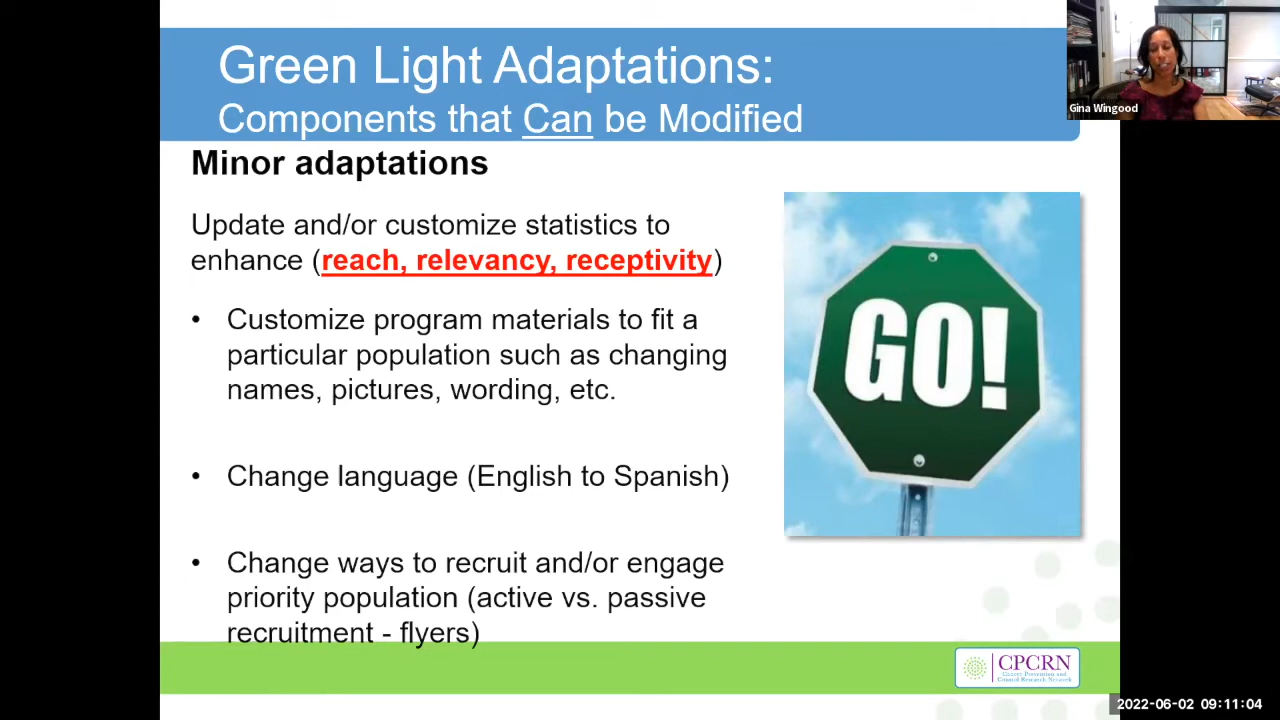 Green Light Adaptations:
Components that Can be Modified
Gina Wingood
Minor adaptations
Update and/or customize statistics to
enhance (reach, relevancy, receptivity)
• Customize program materials to fit a
particular population such as changing
names, pictures, wording, etc.
• Change language (English to Spanish)
• Change ways to recruit and/or engage
priority population (active vs. passive
recruitment - flyers)
GO!
CPCRN
Cancer Prevention and
Control Research Network
2022-06-02 09:11:04